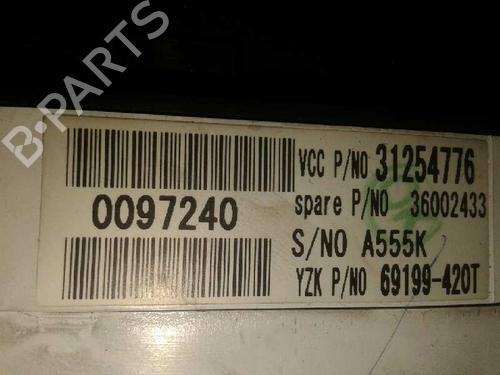 B-PARTS
VCC P/NO 31254776
spare P/NO 36002433
0097240
S/NO A555K
YZK P/NO 69199-420T